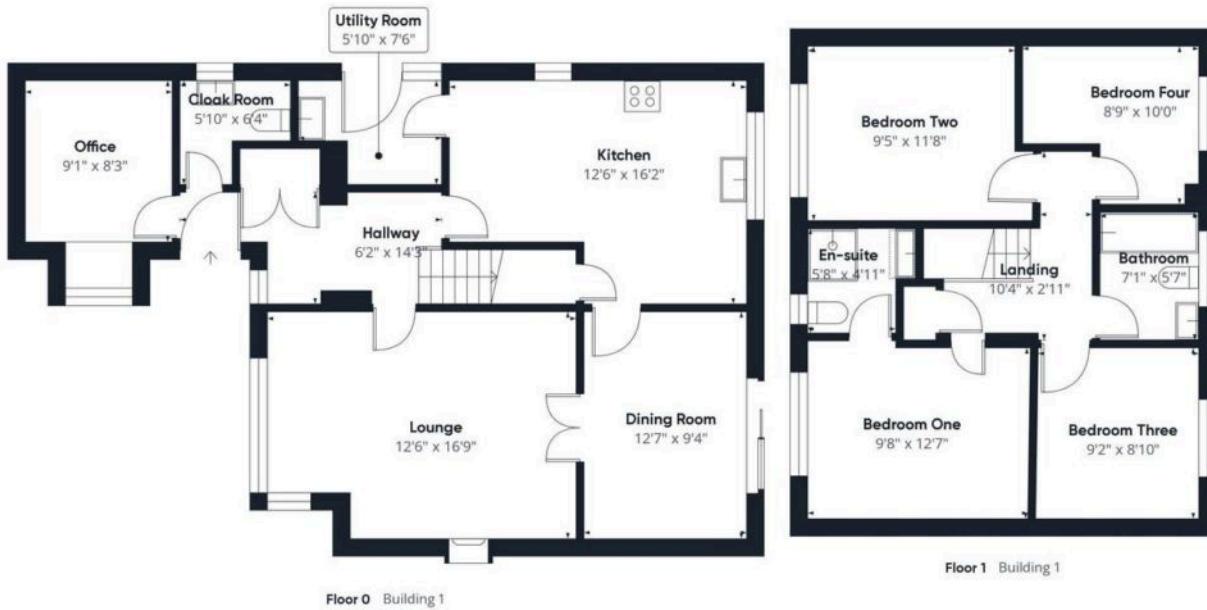 Utility Room
5'10" x 7'6"
Cloak Room
5'10" x 6'4"
Office
9'1" x 8'3"
Kitchen
12'6" x 16'2"
Hallway
6'2" x 14'3"
Lounge
12'6" x 16'9"
Dining Room
12'7" x 9'4"
Floor 0 Building 1
Bedroom Two
9'5" x 11'8"
Bedroom Four
8'9" x 10'0"
En-suite
5'8" x 4'11"
Landing
10'4" x 2'11"
Bathroom
7'1" x 5'7"
Bedroom One
9'8" x 12'7"
Bedroom Three
9'2" x 8'10"
Floor 1 Building 1